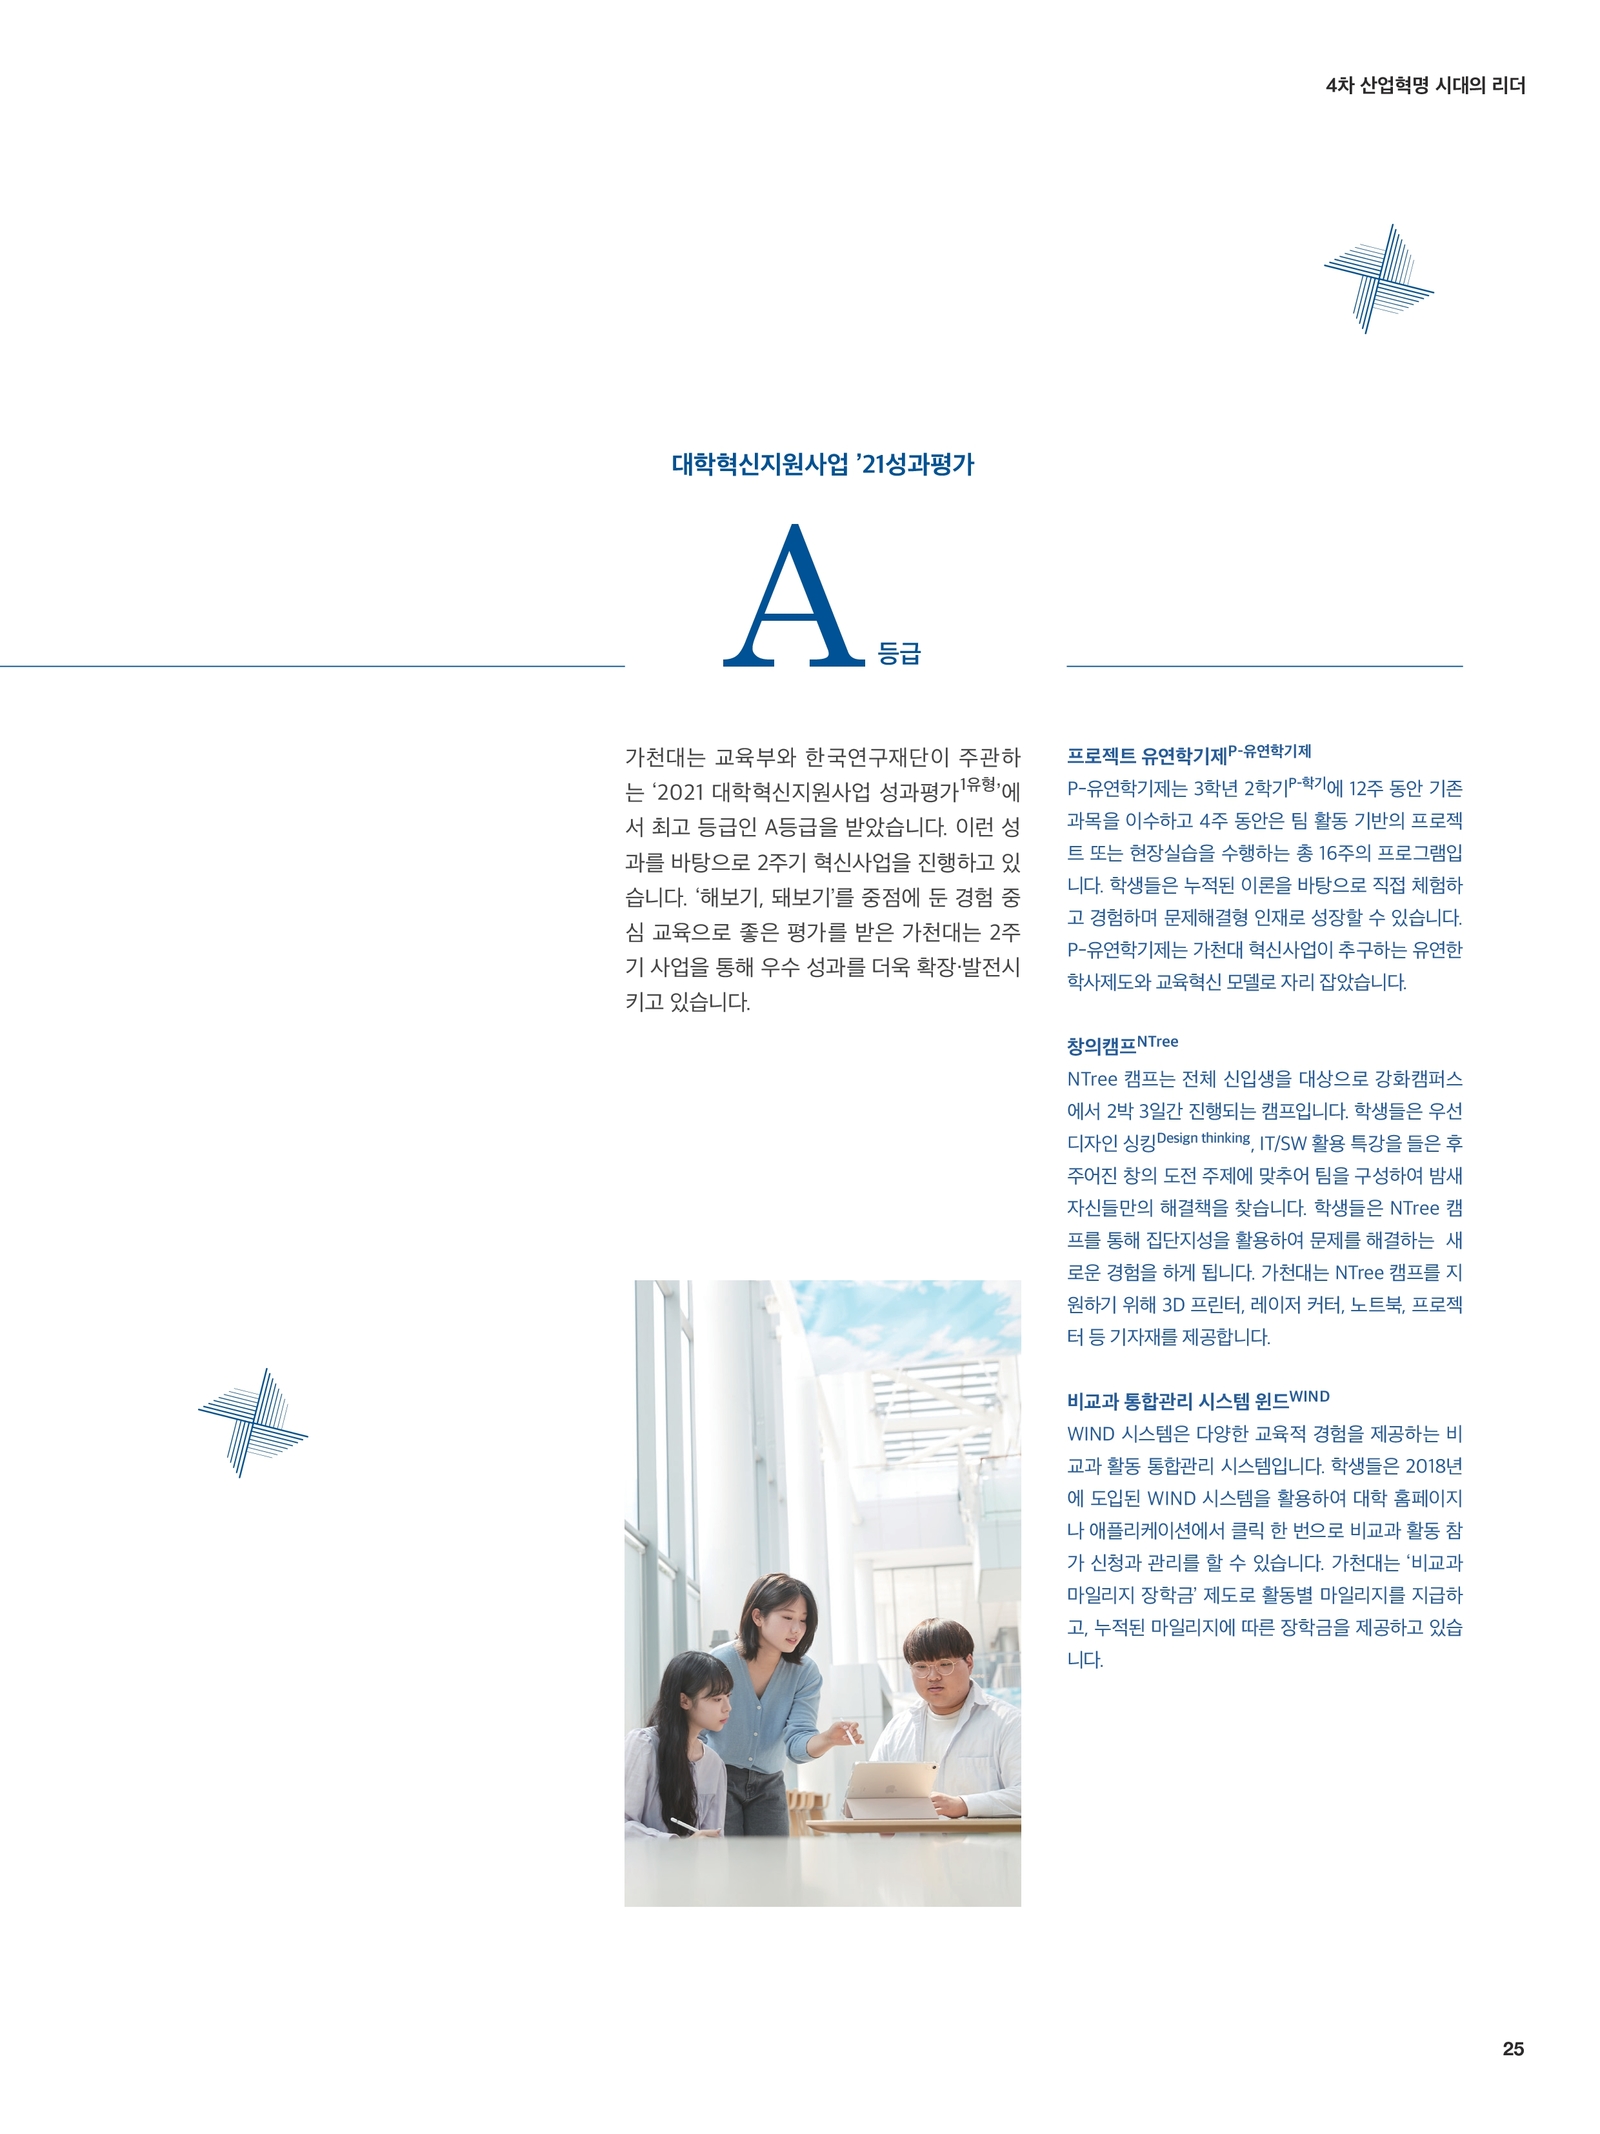 4차 산업혁명 시대의 리더
대학혁신지원사업 ’21성과평가
A 등급
가천대는 교육부와 한국연구재단이 주관하
는 ‘2021 대학혁신지원사업 성과평가1유형’에
서 최고 등급인 A등급을 받았습니다. 이런 성
과를 바탕으로 2주기 혁신사업을 진행하고 있
습니다. ‘해보기, 돼보기’를 중점에 둔 경험 중
심 교육으로 좋은 평가를 받은 가천대는 2주
기 사업을 통해 우수 성과를 더욱 확장·발전시
키고 있습니다.
프로젝트 유연학기제P-유연학기제
P-유연학기제는 3학년 2학기P-학기에 12주 동안 기존
과목을 이수하고 4주 동안은 팀 활동 기반의 프로젝
트 또는 현장실습을 수행하는 총 16주의 프로그램입
니다. 학생들은 누적된 이론을 바탕으로 직접 체험하
고 경험하며 문제해결형 인재로 성장할 수 있습니다.
P-유연학기제는 가천대 혁신사업이 추구하는 유연한
학사제도와 교육혁신 모델로 자리 잡았습니다.
창의캠프NTree
NTree 캠프는 전체 신입생을 대상으로 강화캠퍼스
에서 2박 3일간 진행되는 캠프입니다. 학생들은 우선
디자인 싱킹Design thinking, IT/SW 활용 특강을 들은 후
주어진 창의 도전 주제에 맞추어 팀을 구성하여 밤새
자신들만의 해결책을 찾습니다. 학생들은 NTree 캠
프를 통해 집단지성을 활용하여 문제를 해결하는 새
로운 경험을 하게 됩니다. 가천대는 NTree 캠프를 지
원하기 위해 3D 프린터, 레이저 커터, 노트북, 프로젝
터 등 기자재를 제공합니다.
비교과 통합관리 시스템 윈드WIND
WIND 시스템은 다양한 교육적 경험을 제공하는 비
교과 활동 통합관리 시스템입니다. 학생들은 2018년
에 도입된 WIND 시스템을 활용하여 대학 홈페이지
나 애플리케이션에서 클릭 한 번으로 비교과 활동 참
가 신청과 관리를 할 수 있습니다. 가천대는 ‘비교과
마일리지 장학금’ 제도로 활동별 마일리지를 지급하
고, 누적된 마일리지에 따른 장학금을 제공하고 있습
니다.
25